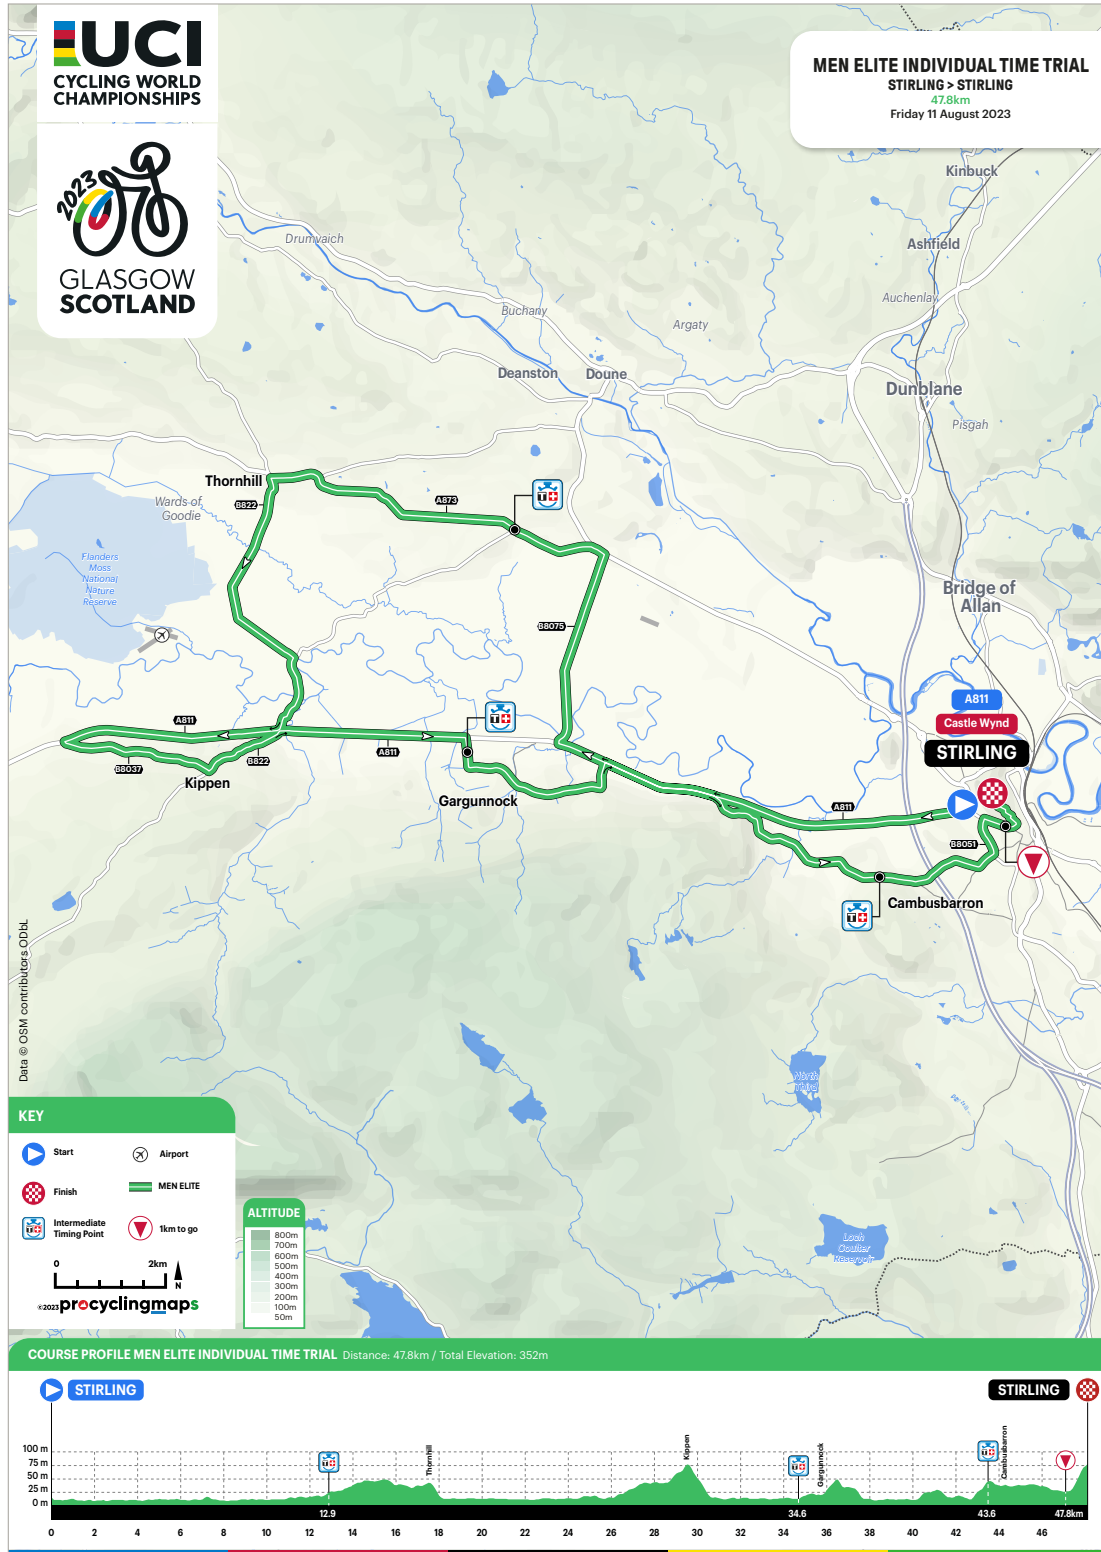 UCI
CYCLING WORLD
CHAMPIONSHIPS
2023
GLASGOW
SCOTLAND
MEN ELITE INDIVIDUAL TIME TRIAL
STIRLING > STIRLING
47.8km
Friday 11 August 2023
Kinbuck
Drumvaich
Ashfield
Auchenlay
Buchany
Argaty
Deanston
Doune
Dunblane
Pisgah
Thornhill
Wards of
Goodie
B822
A873
Flanders
Moss
National
Nature
Reserve
Bridge of
Allan
B8075
A811
Castle Wynd
STIRLING
A811
A811
B8037
B822
Kippen
Gargunnock
A811
B8051
Cambusbarron
Data © OSM contributors ODbL
North
Third
Loch
Coulter
Reservoir
KEY
Start
Airport
Finish
MEN ELITE
Intermediate
Timing Point
1km to go
0 2km
N
©2023 procyclingmaps
ALTITUDE
800m
700m
600m
500m
400m
300m
200m
100m
50m
COURSE PROFILE MEN ELITE INDIVIDUAL TIME TRIAL Distance: 47.8km / Total Elevation: 352m
STIRLING
STIRLING
100 m
75 m
50 m
25 m
0 m
Thornhill
Kippen
Gargunnock
Cambusbarron
12.9 34.6 43.6 47.8km
0 2 4 6 8 10 12 14 16 18 20 22 24 26 28 30 32 34 36 38 40 42 44 46